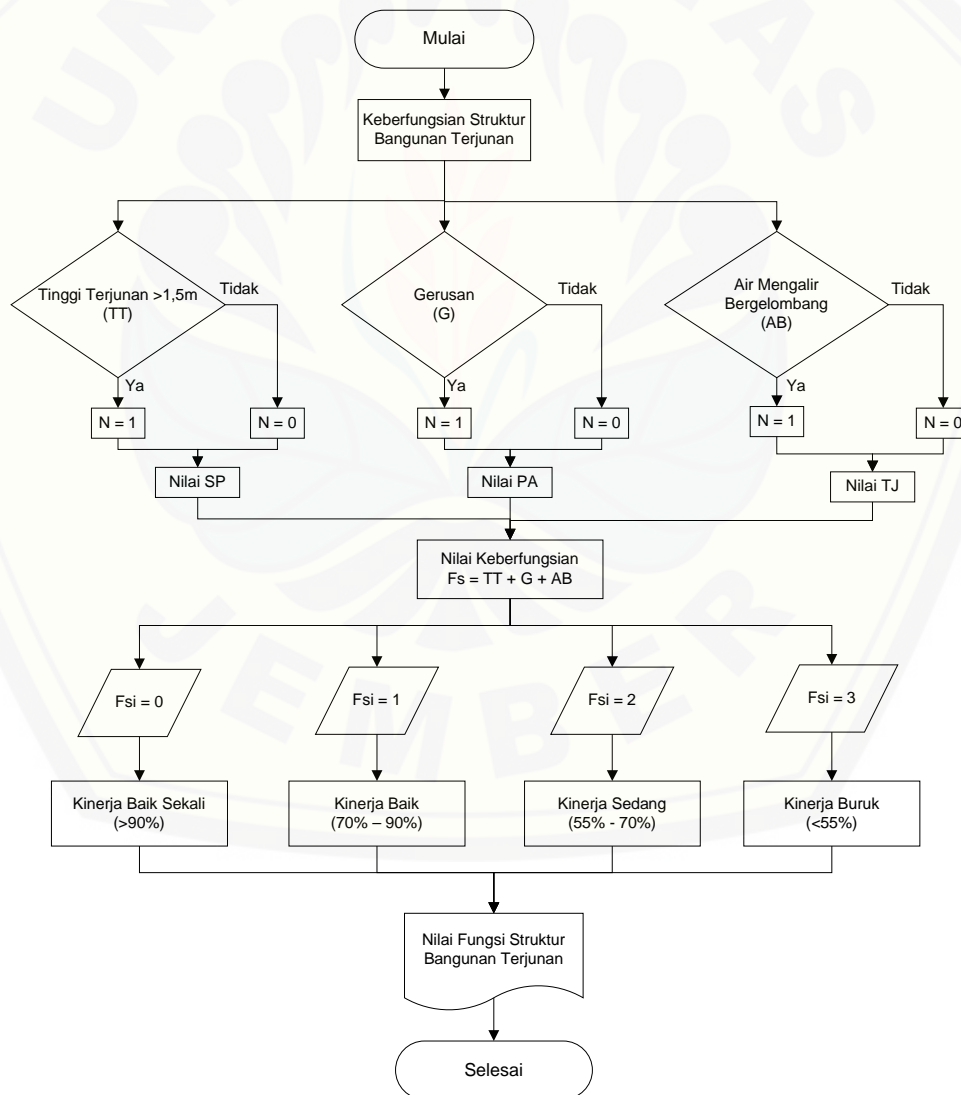 Mulai
Keberfungsian Struktur
Bangunan Terjunan
Tinggi Terjunan >1,5m
(TT)
Tidak
Ya
Gerusan
(G)
Tidak
Ya
Air Mengalir
Bergelombang
(AB)
Tidak
Ya
N = 1
N = 0
N = 1
N = 0
N = 1
N = 0
Nilai SP
Nilai PA
Nilai TJ
Nilai Keberfungsian
Fs = TT + G + AB
Fsi = 0
Fsi = 1
Fsi = 2
Fsi = 3
Kinerja Baik Sekali
(>90%)
Kinerja Baik
(70% – 90%)
Kinerja Sedang
(55% - 70%)
Kinerja Buruk
(<55%)
Nilai Fungsi Struktur
Bangunan Terjunan
Selesai
JEMBER